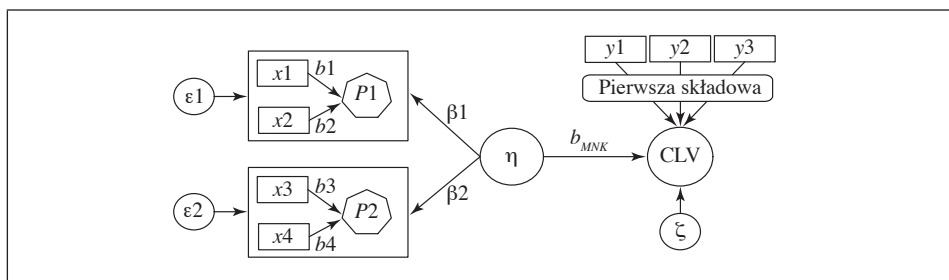 y1 y2 y3
Pierwsza składowa
CLV
ζ
b_MNK
η
β1
β2
ε1
x1 b1
P1
x2 b2
ε2
x3 b3
P2
x4 b4